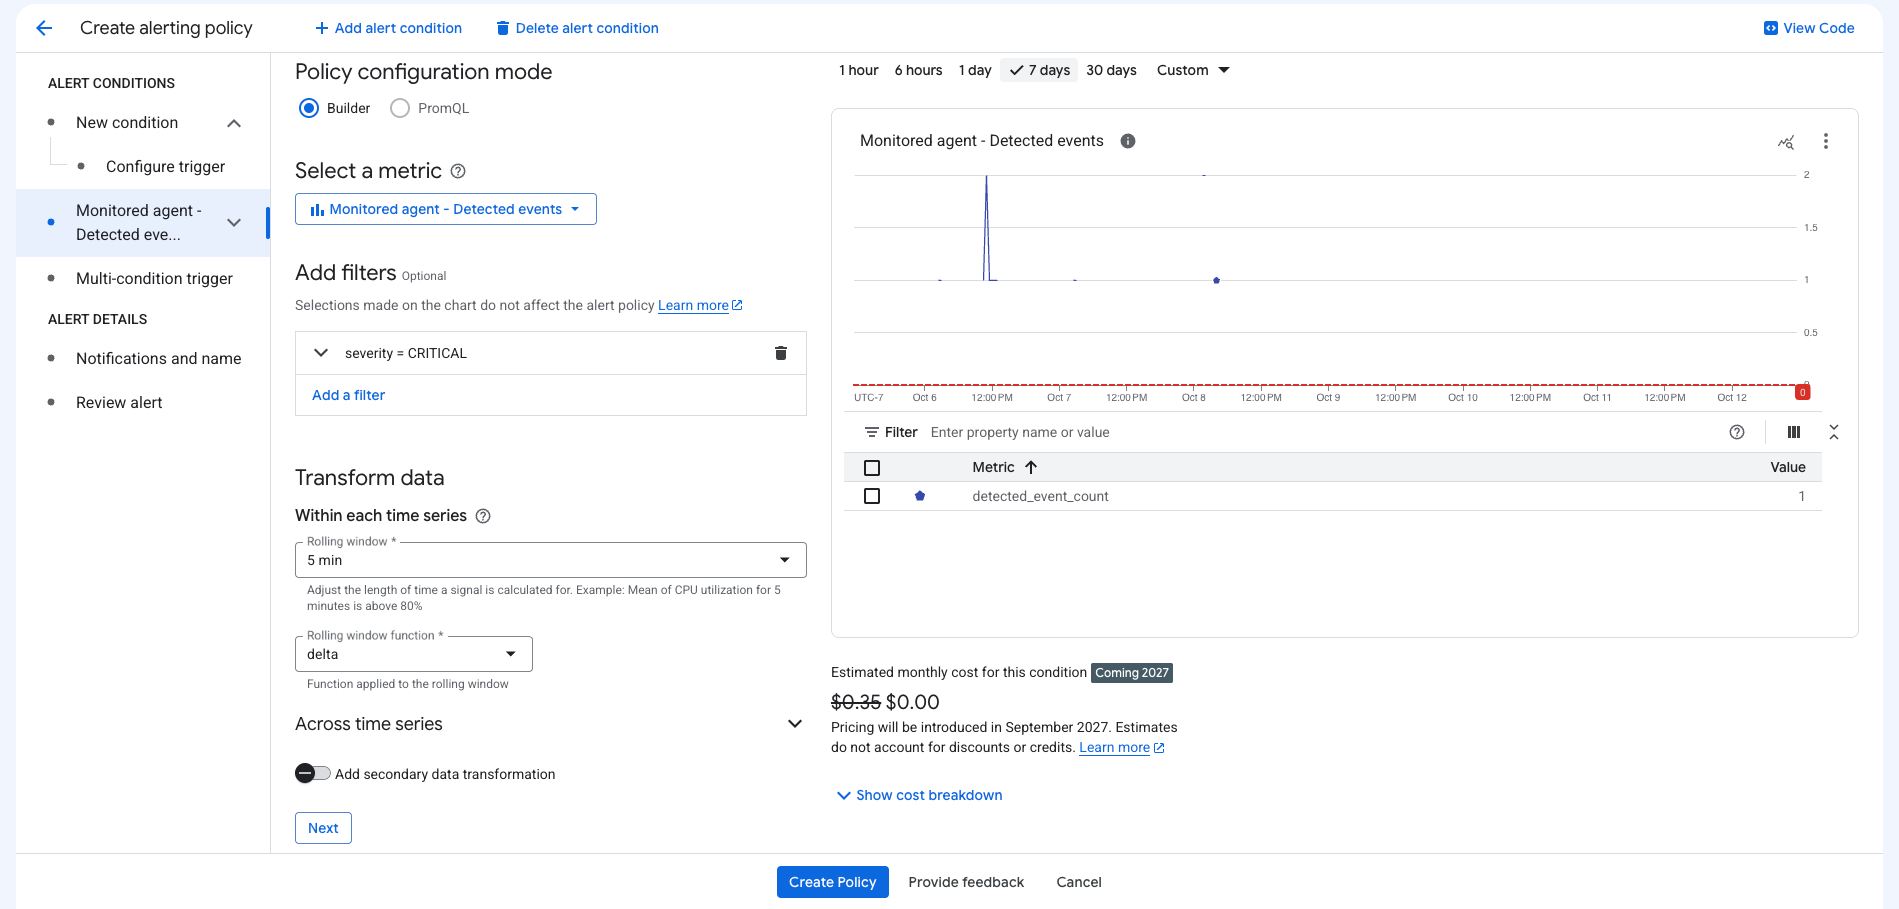 Create alerting policy
Add alert condition
Delete alert condition
View Code
ALERT CONDITIONS
New condition
Configure trigger
Monitored agent -
Detected eve...
Multi-condition trigger
ALERT DETAILS
Notifications and name
Review alert
Policy configuration mode
Builder
PromQL
Select a metric
Monitored agent - Detected events
Add filters Optional
Selections made on the chart do not affect the alert policy Learn more
severity = CRITICAL
Add a filter
Transform data
Within each time series
Rolling window *
5 min
Adjust the length of time a signal is calculated for. Example: Mean of CPU utilization for 5
minutes is above 80%
Rolling window function *
delta
Function applied to the rolling window
Across time series
Add secondary data transformation
Next
1 hour 6 hours 1 day 7 days 30 days Custom
Monitored agent - Detected events
2
1.5
1
0.5
0
UTC-7 Oct 6 12:00 PM Oct 7 12:00 PM Oct 8 12:00 PM Oct 9 12:00 PM Oct 10 12:00 PM Oct 11 12:00 PM Oct 12
0
Filter Enter property name or value
Metric Value
detected_event_count 1
Estimated monthly cost for this condition Coming 2027
$0.35 $0.00
Pricing will be introduced in September 2027. Estimates
do not account for discounts or credits. Learn more
Show cost breakdown
Create Policy Provide feedback Cancel